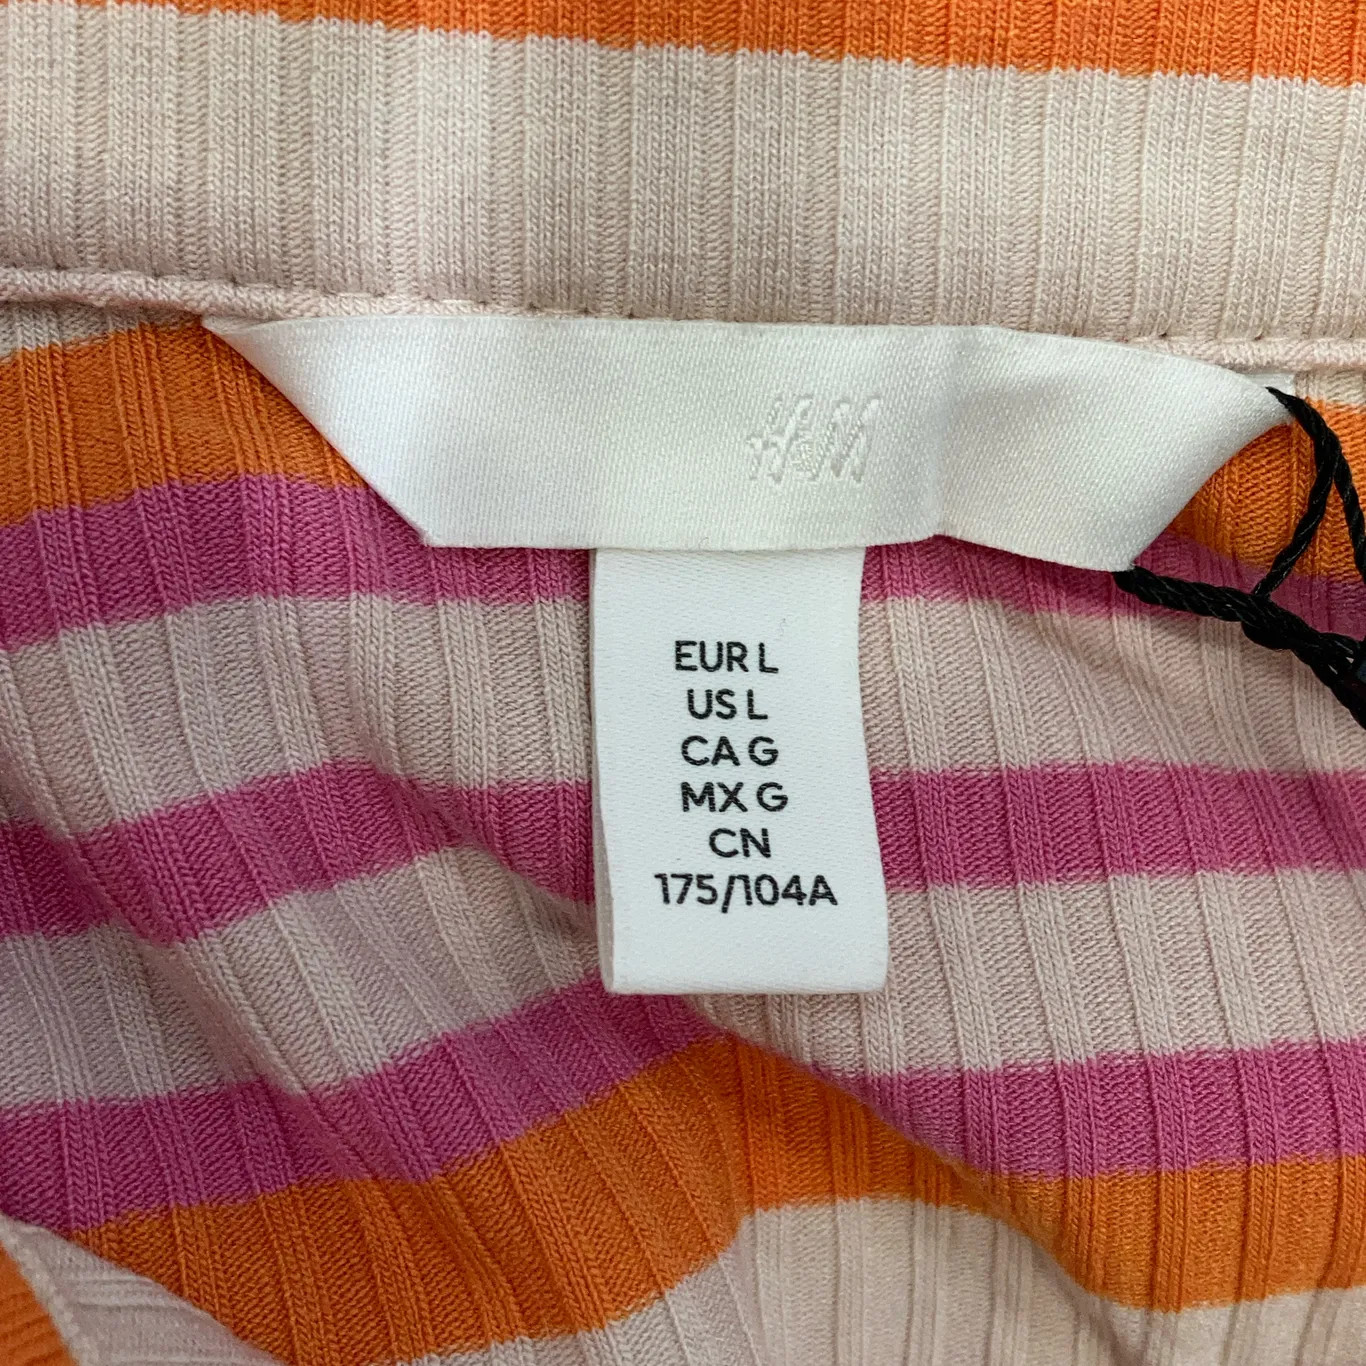 H&M
EUR L
US L
CA G
MX G
CN
175/104A